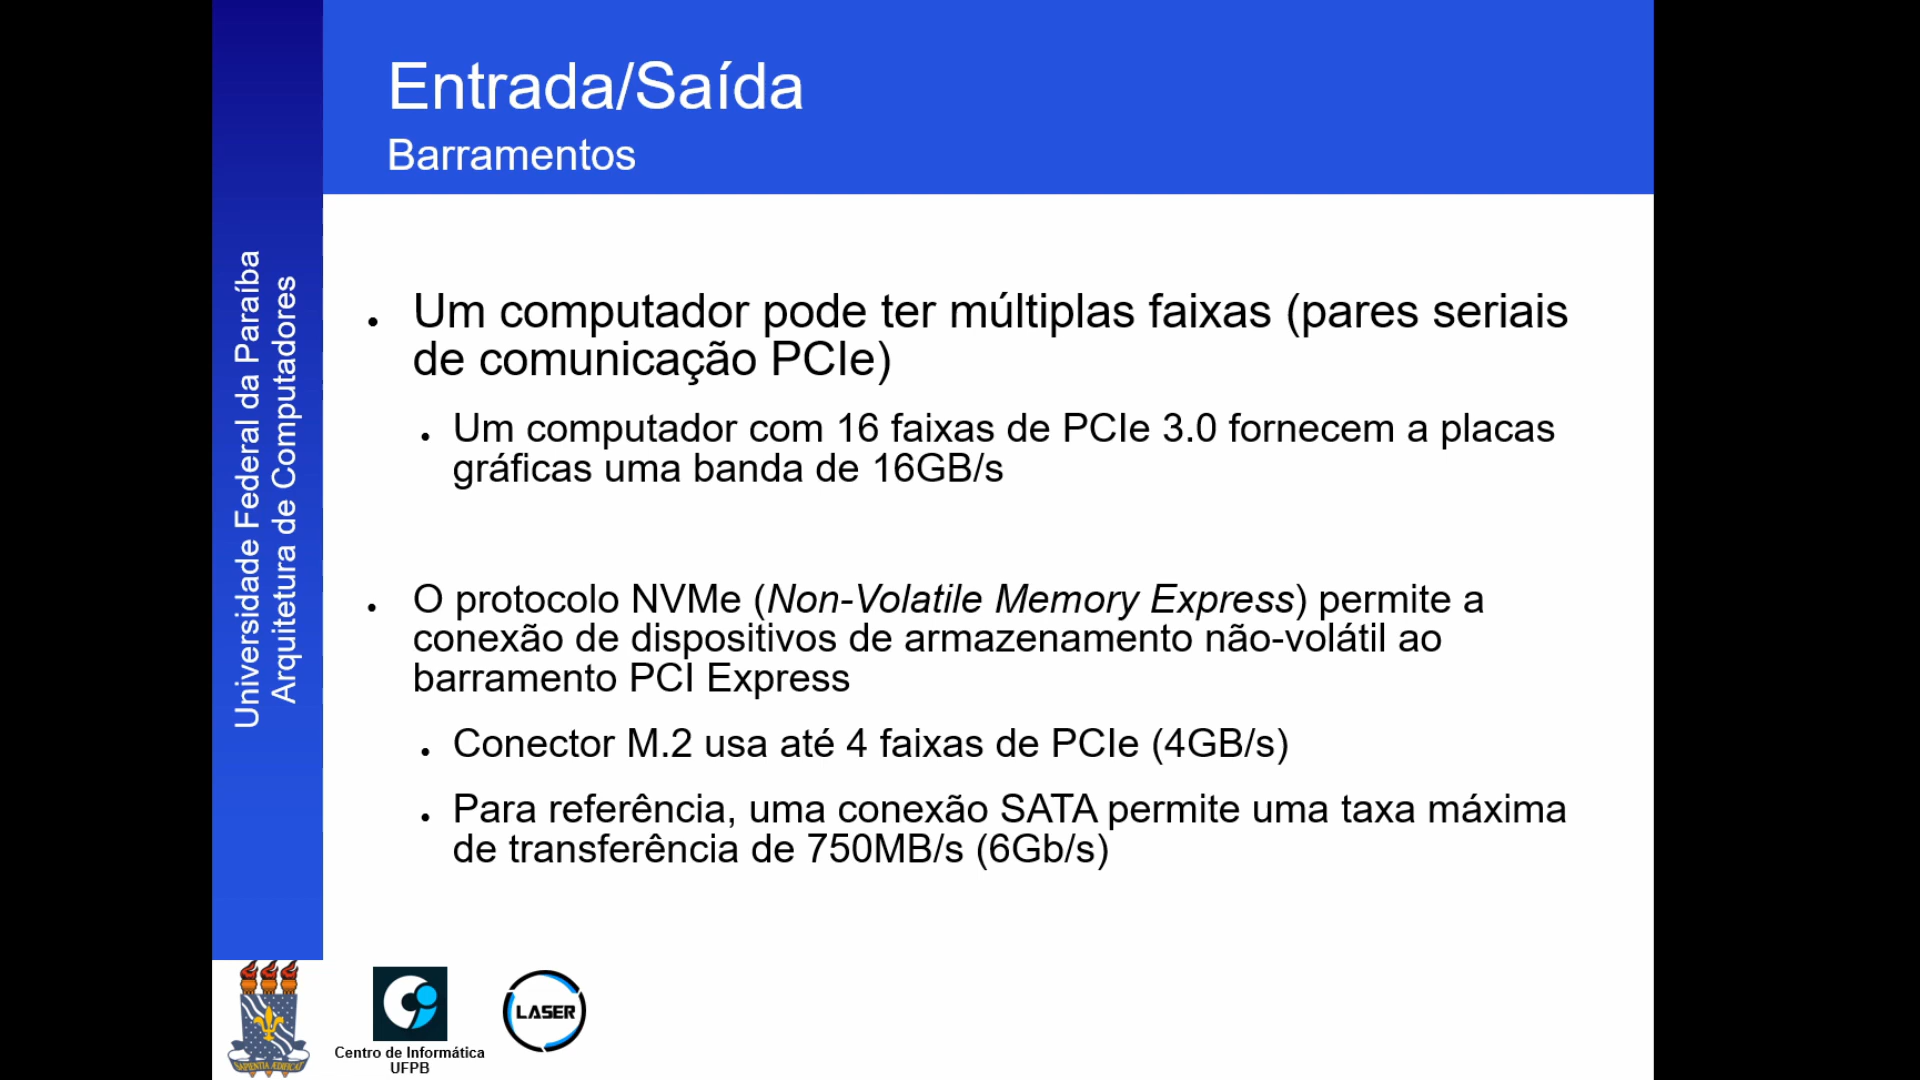 Entrada/Saída
Barramentos
Universidade Federal da Paraíba
Arquitetura de Computadores
Um computador pode ter múltiplas faixas (pares seriais
de comunicação PCIe)
Um computador com 16 faixas de PCIe 3.0 fornecem a placas
gráficas uma banda de 16GB/s
O protocolo NVMe (Non-Volatile Memory Express) permite a
conexão de dispositivos de armazenamento não-volátil ao
barramento PCI Express
Conector M.2 usa até 4 faixas de PCIe (4GB/s)
Para referência, uma conexão SATA permite uma taxa máxima
de transferência de 750MB/s (6Gb/s)
SAPIENTIA ÆDIFICAT
Centro de Informática
UFPB
LASER